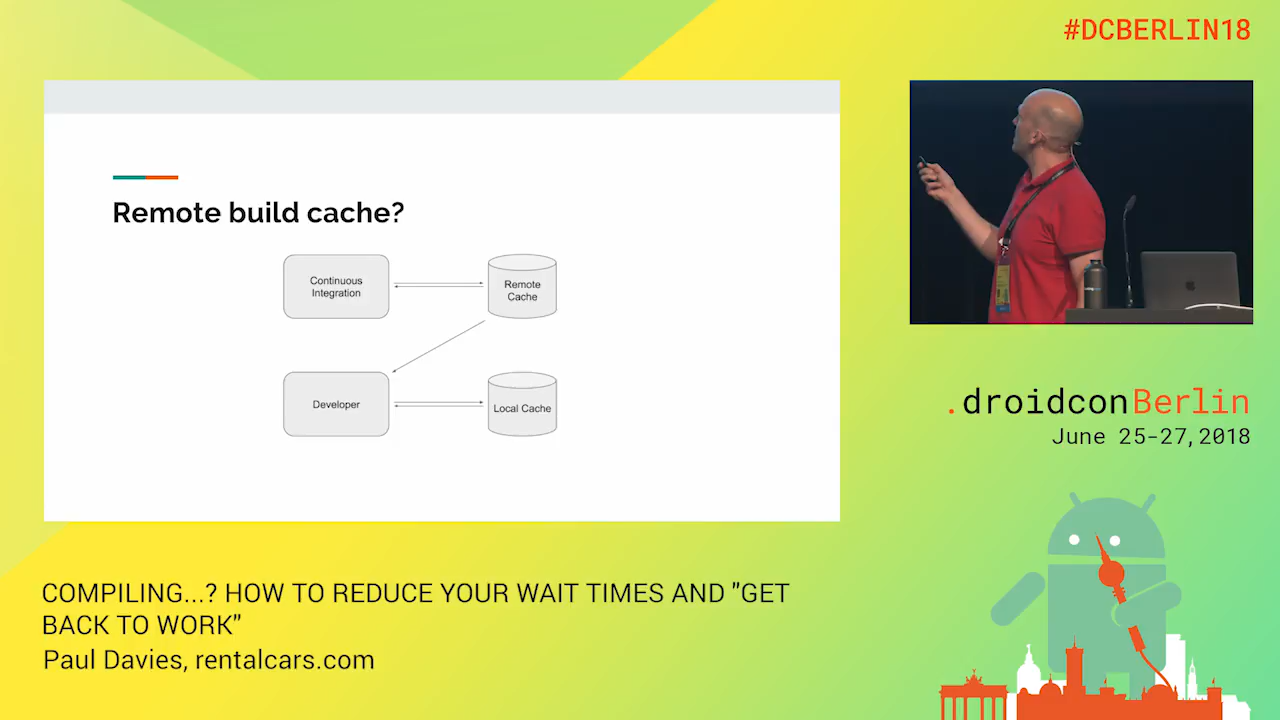 #DCBERLIN18
Remote build cache?
Continuous
Integration
Remote
Cache
Developer
Local Cache
.droidconBerlin
June 25-27,2018
COMPILING...? HOW TO REDUCE YOUR WAIT TIMES AND "GET
BACK TO WORK"
Paul Davies, rentalcars.com